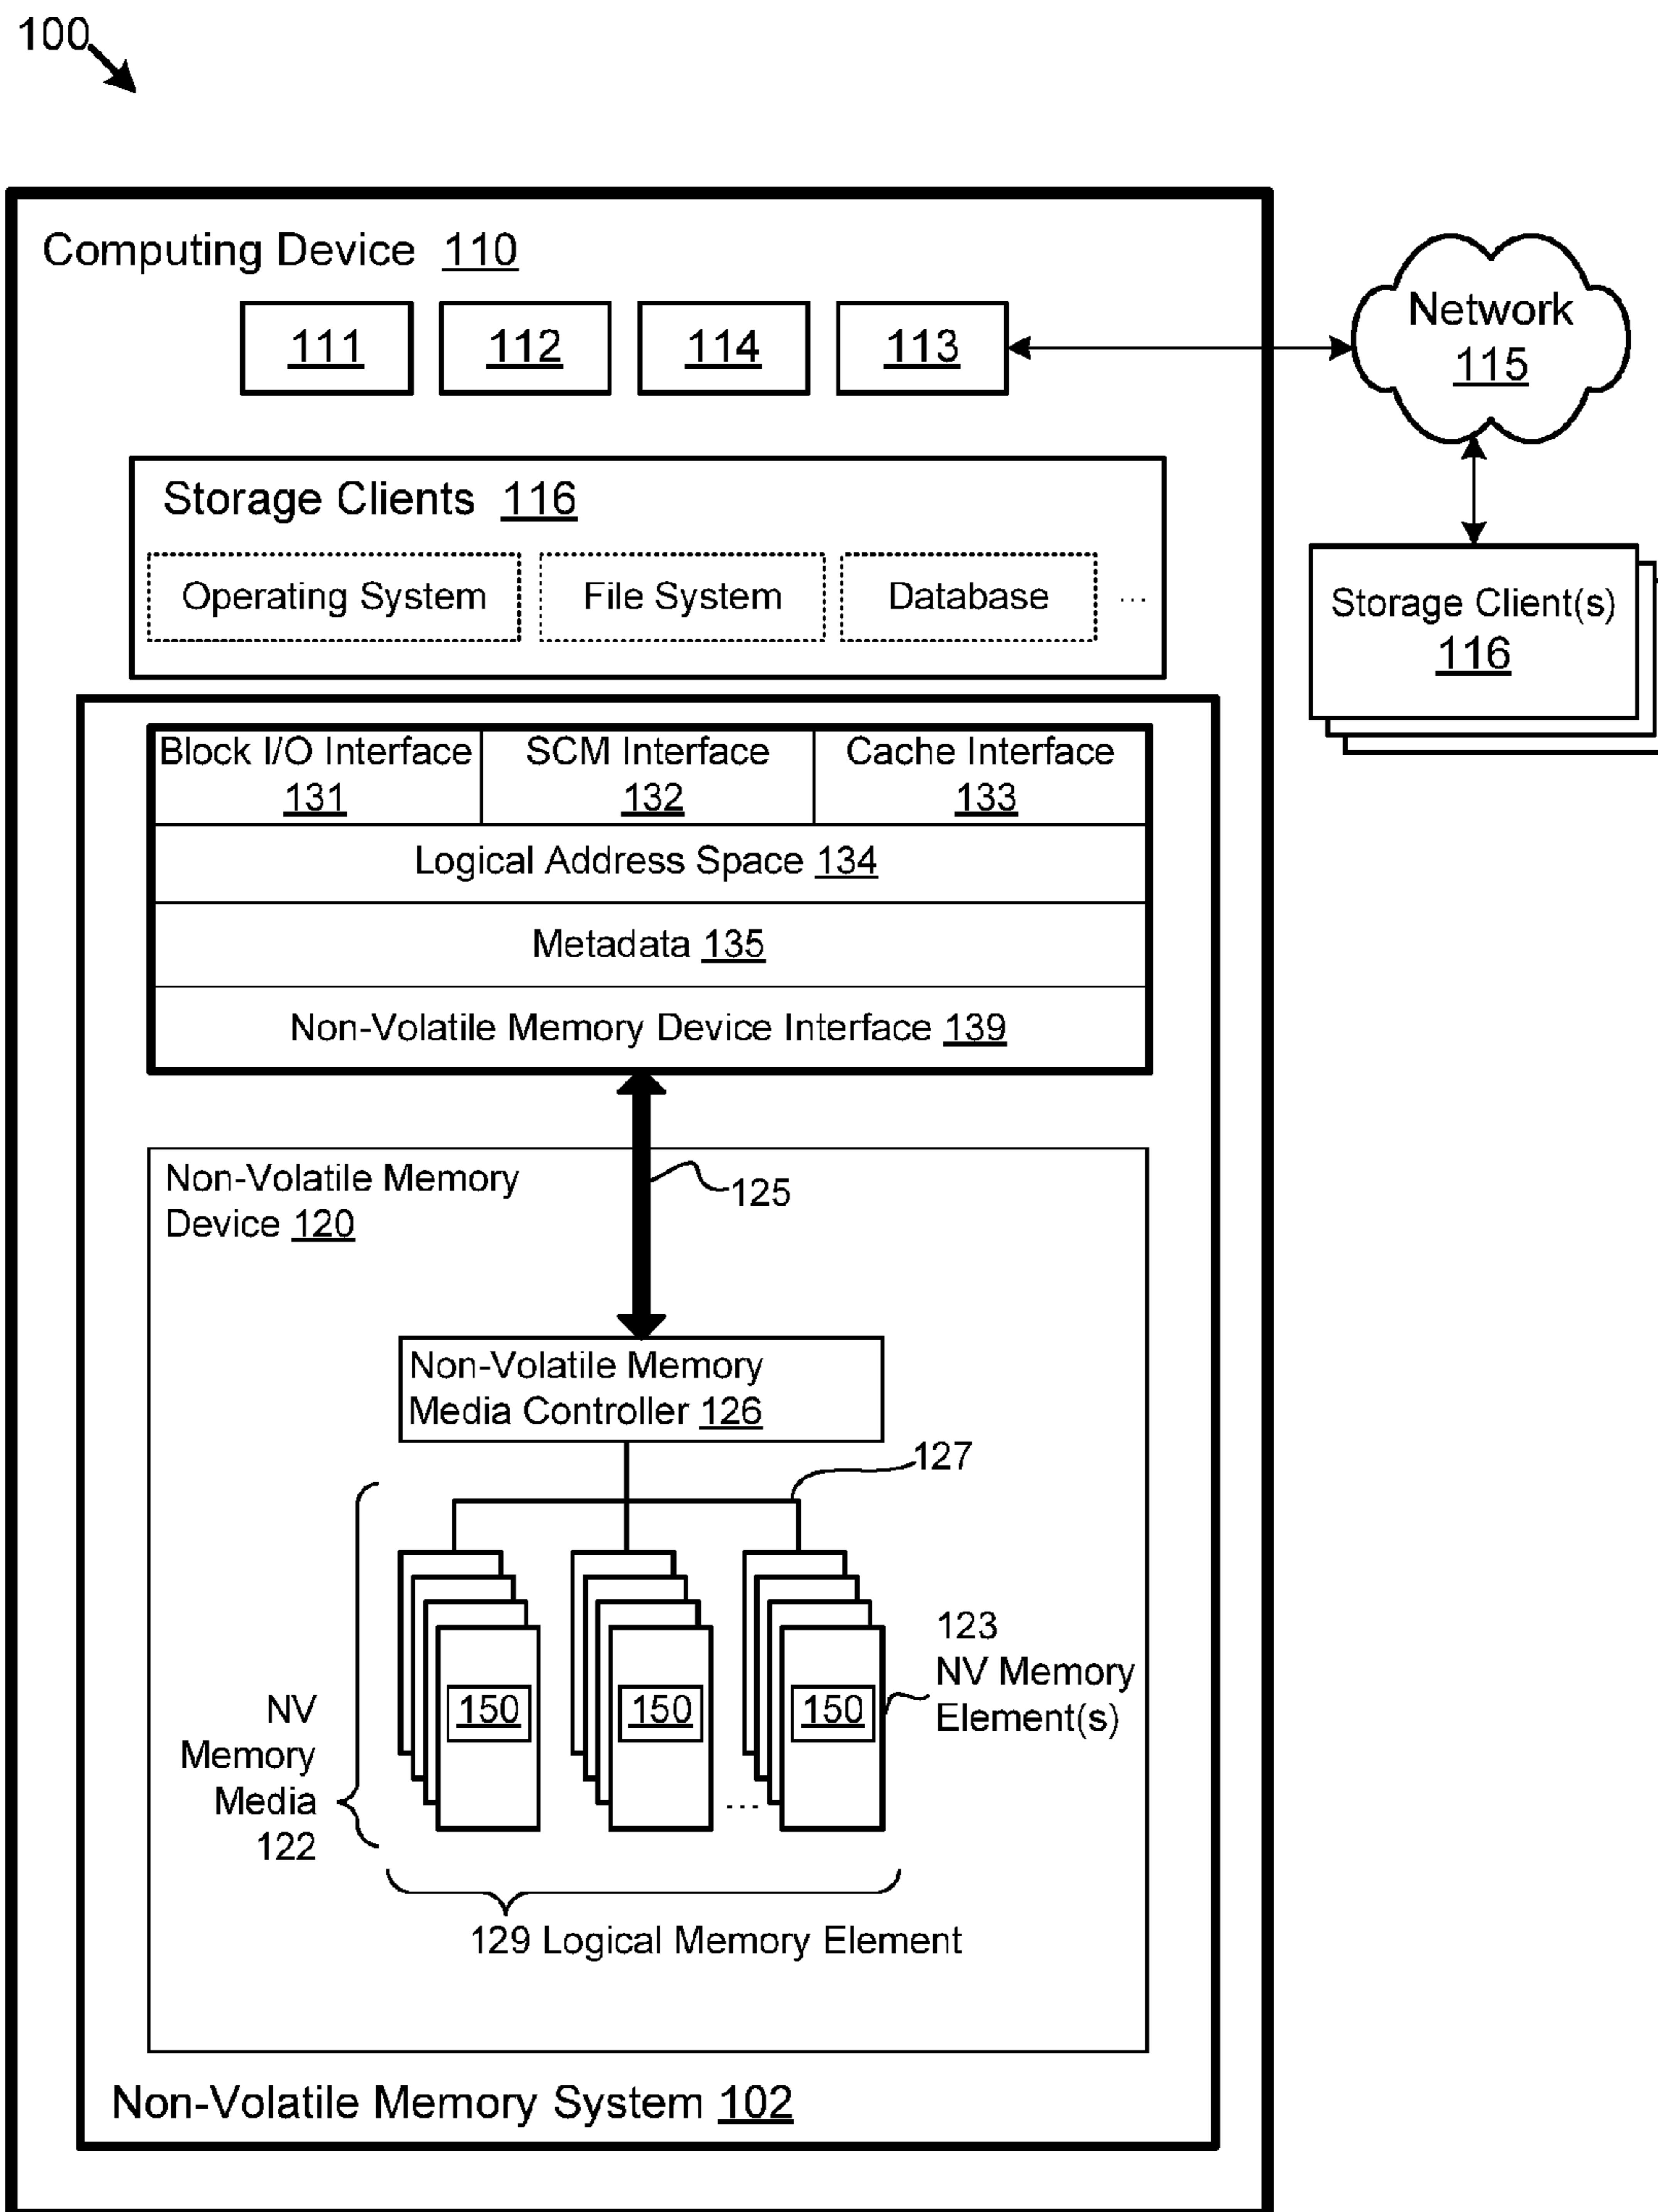 100
Computing Device 110
111 112 114 113
Network
115
Storage Clients 116
Operating System File System Database ...
Storage Client(s)
116
Block I/O Interface
131
SCM Interface
132
Cache Interface
133
Logical Address Space 134
Metadata 135
Non-Volatile Memory Device Interface 139
Non-Volatile Memory
Device 120
125
Non-Volatile Memory
Media Controller 126
127
150 150 150
...
123
NV Memory
Element(s)
NV
Memory
Media
122
129 Logical Memory Element
Non-Volatile Memory System 102